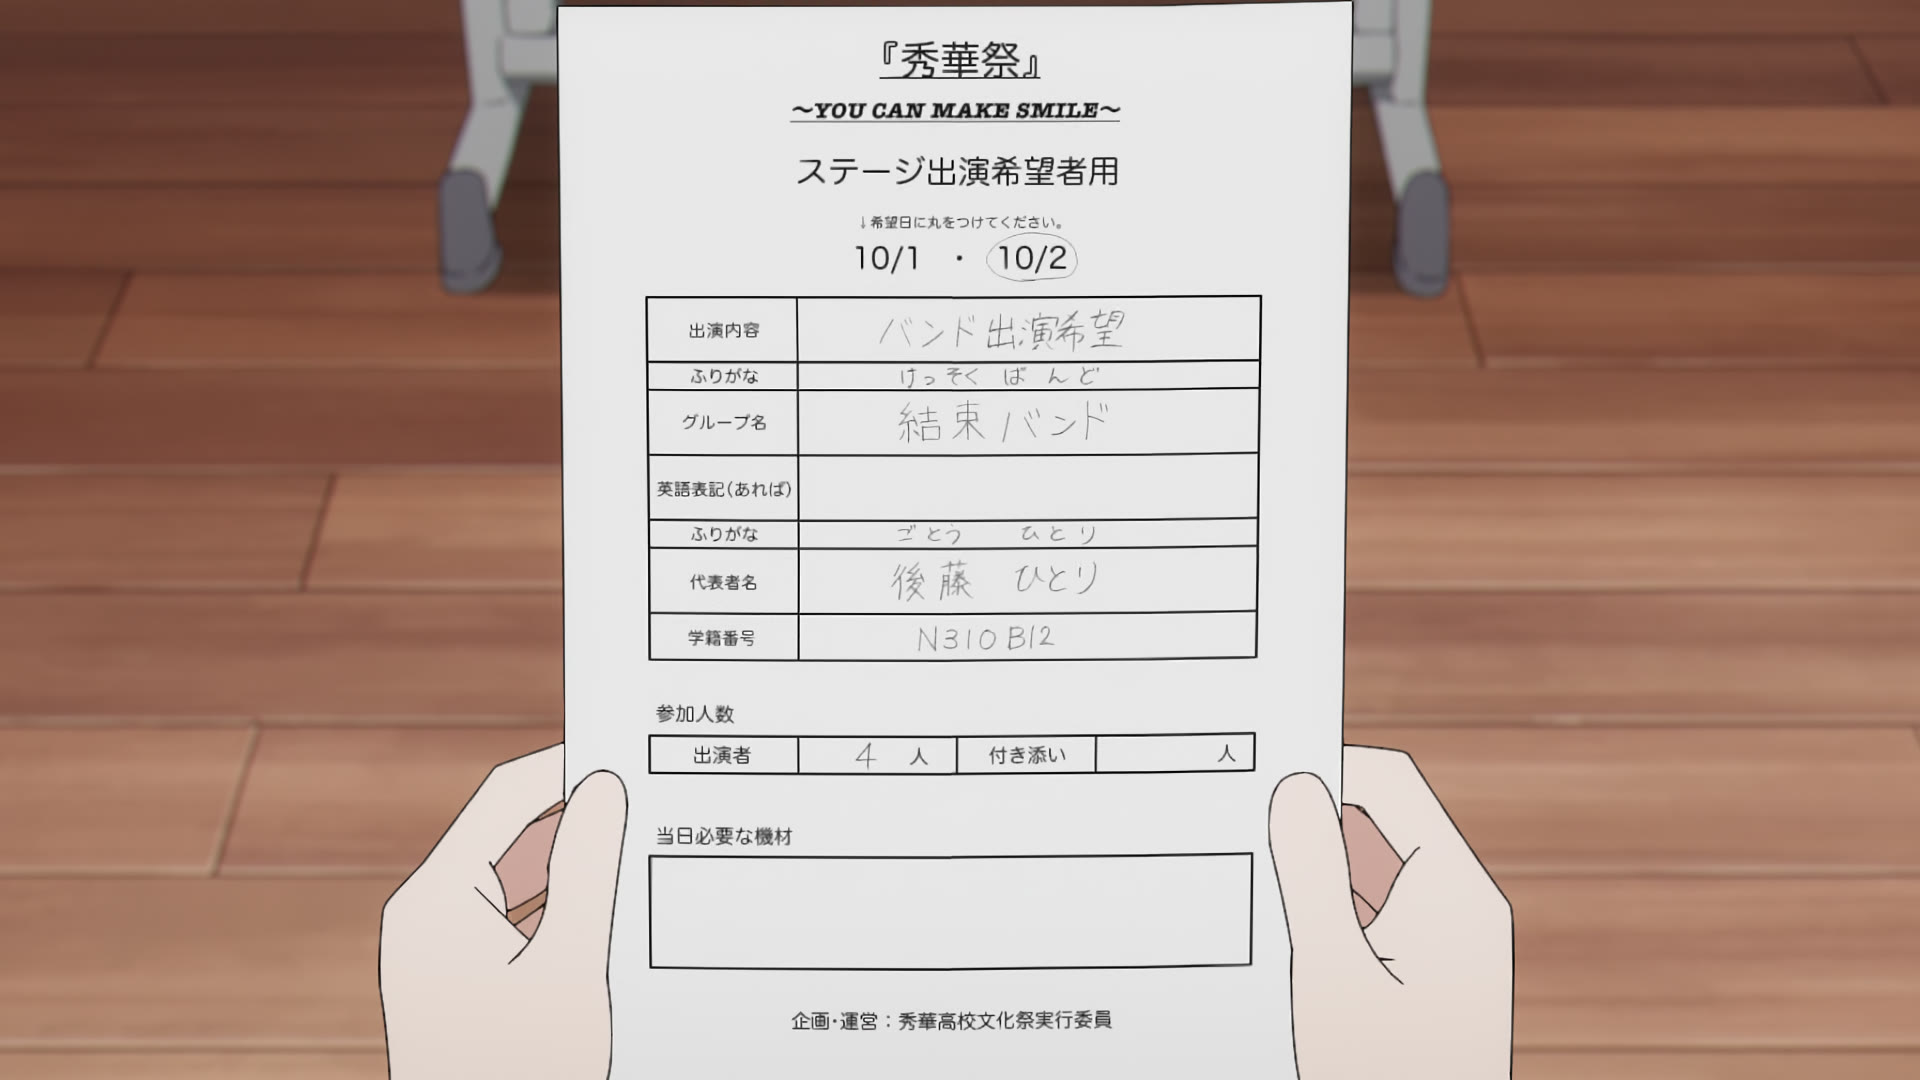 『秀華祭』
～YOU CAN MAKE SMILE～
ステージ出演希望者用
↓希望日に丸をつけてください。
10/1 ・ 10/2
出演内容 バンド出演希望
ふりがな けっそく ばんど
グループ名 結束バンド
英語表記(あれば)
ふりがな ごとう ひとり
代表者名 後藤 ひとり
学籍番号 N310B12
参加人数
出演者 4 人 付き添い 人
当日必要な機材
企画・運営：秀華高校文化祭実行委員